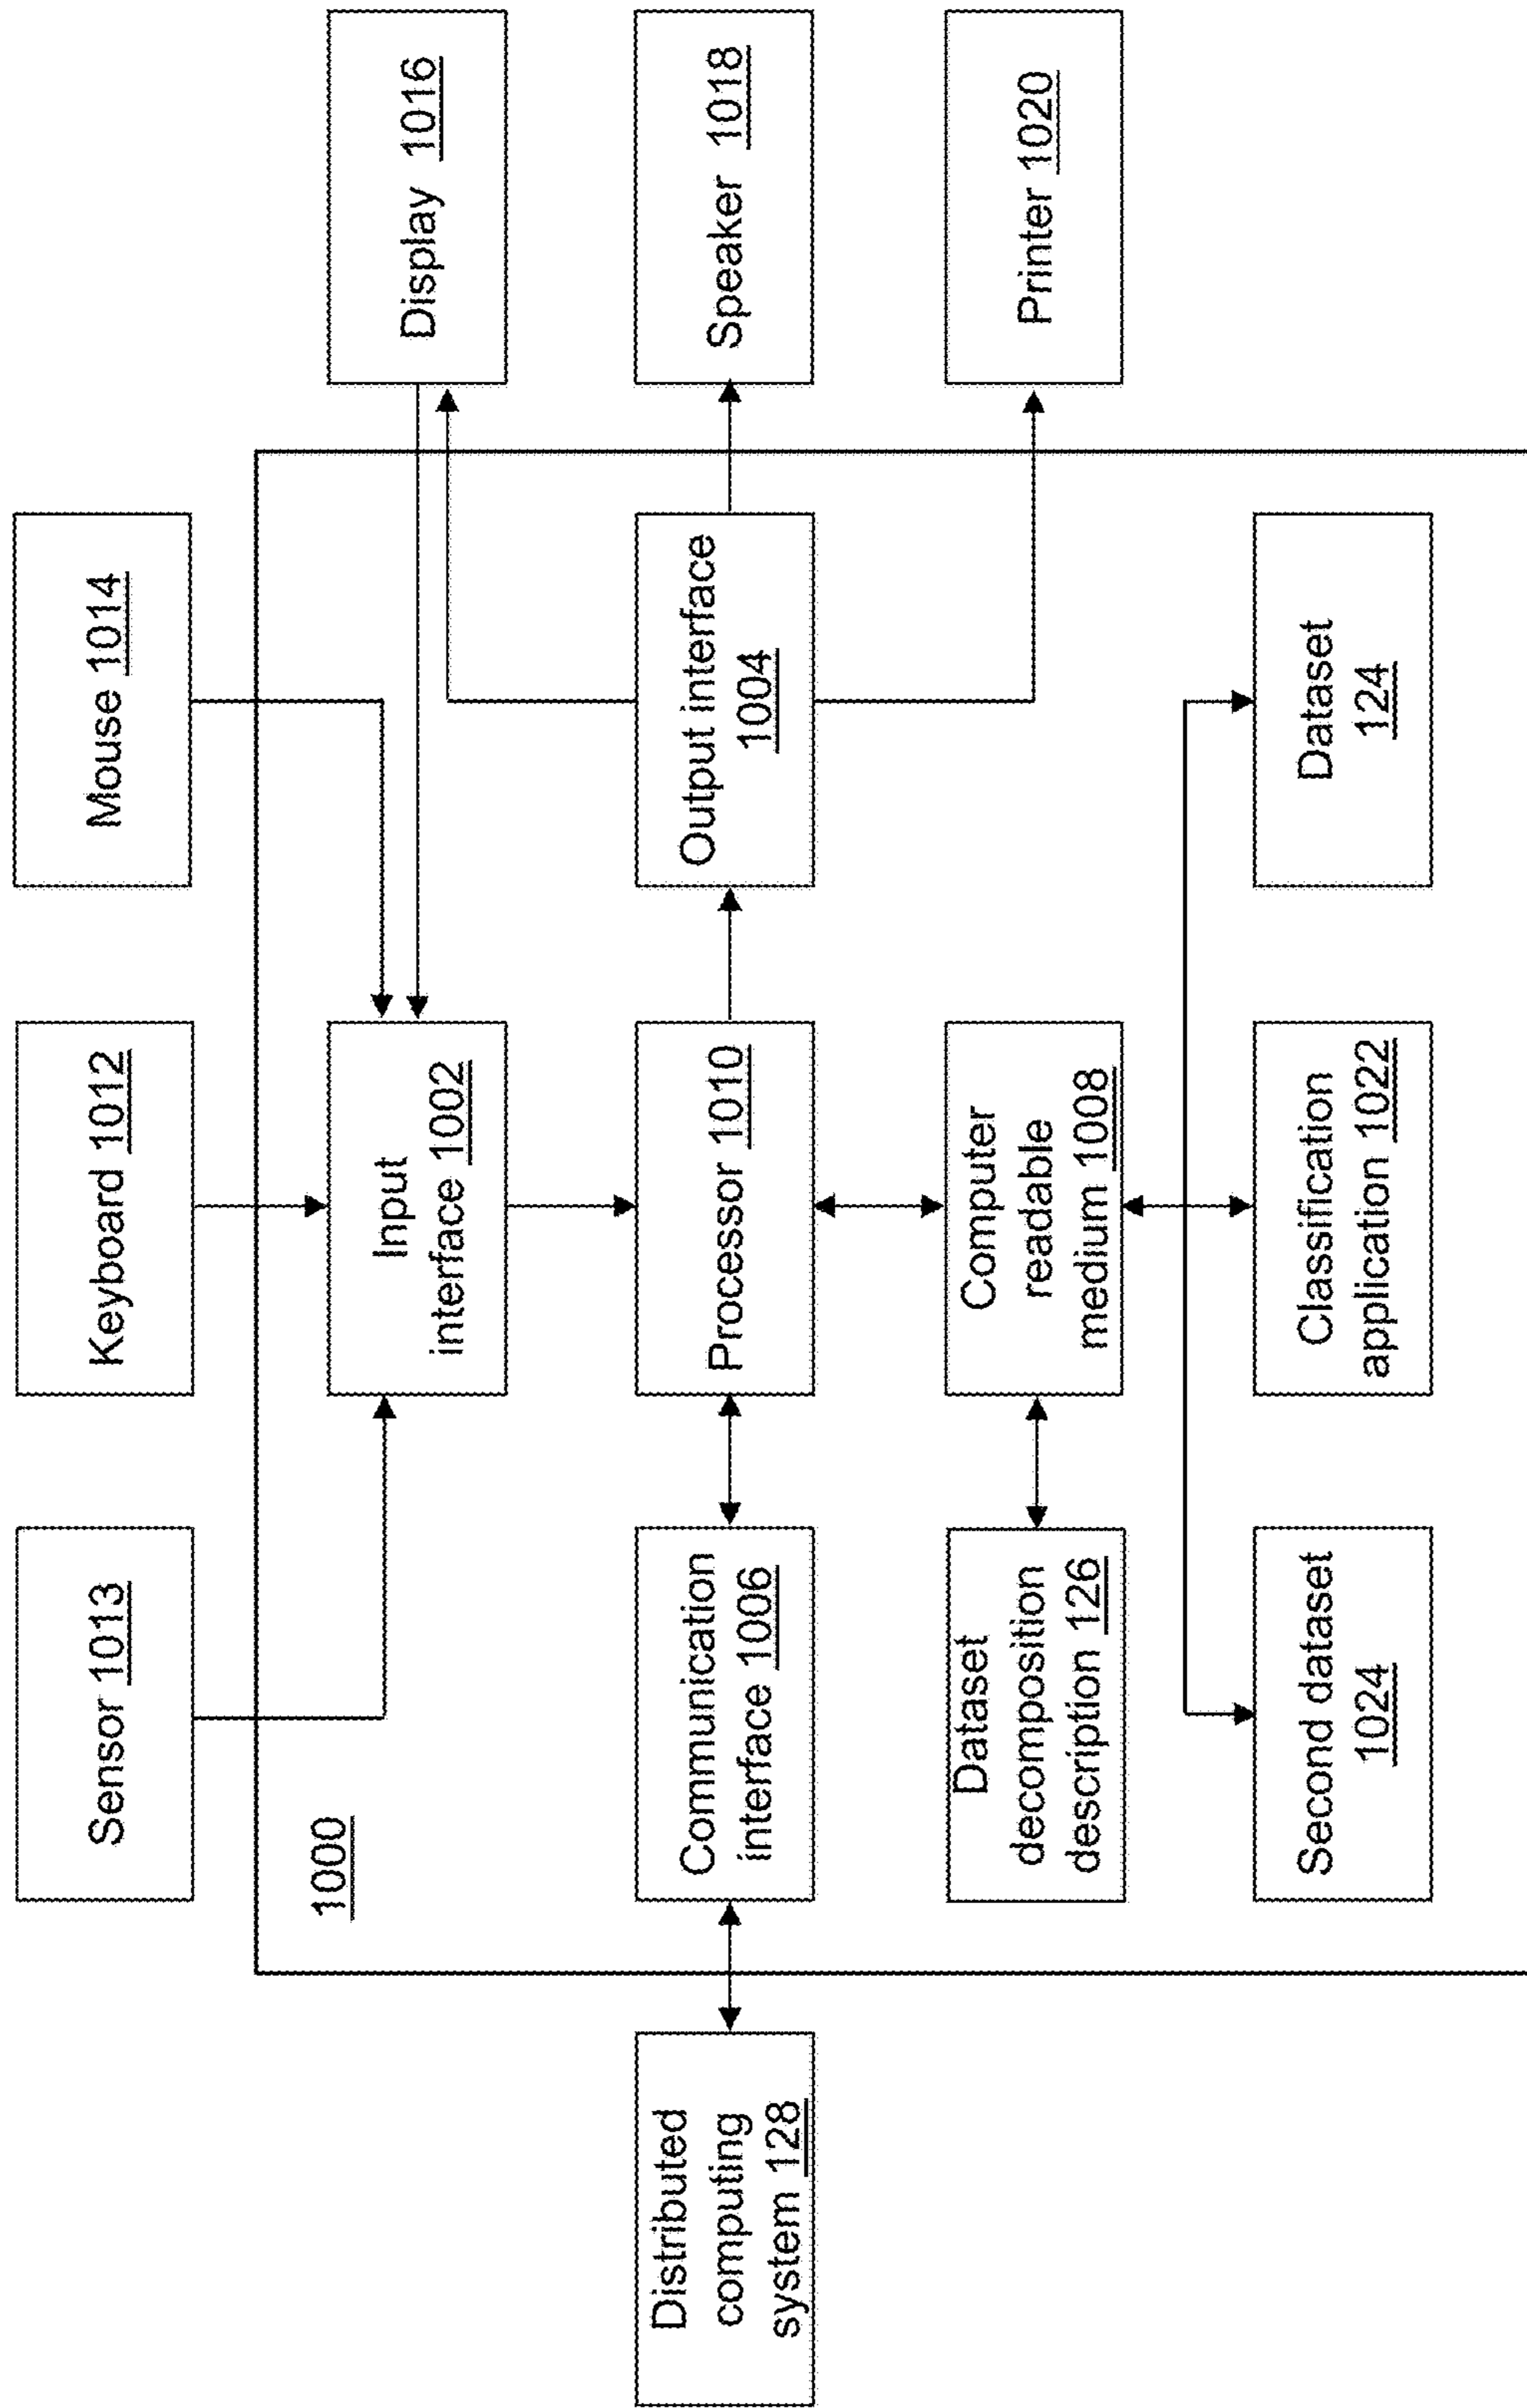 Sensor 1013
Keyboard 1012
Mouse 1014
1000
Input
interface 1002
Display 1016
Distributed
computing
system 128
Communication
interface 1006
Processor 1010
Output interface
1004
Speaker 1018
Dataset
decomposition
description 126
Computer
readable
medium 1008
Printer 1020
Second dataset
1024
Classification
application 1022
Dataset
124